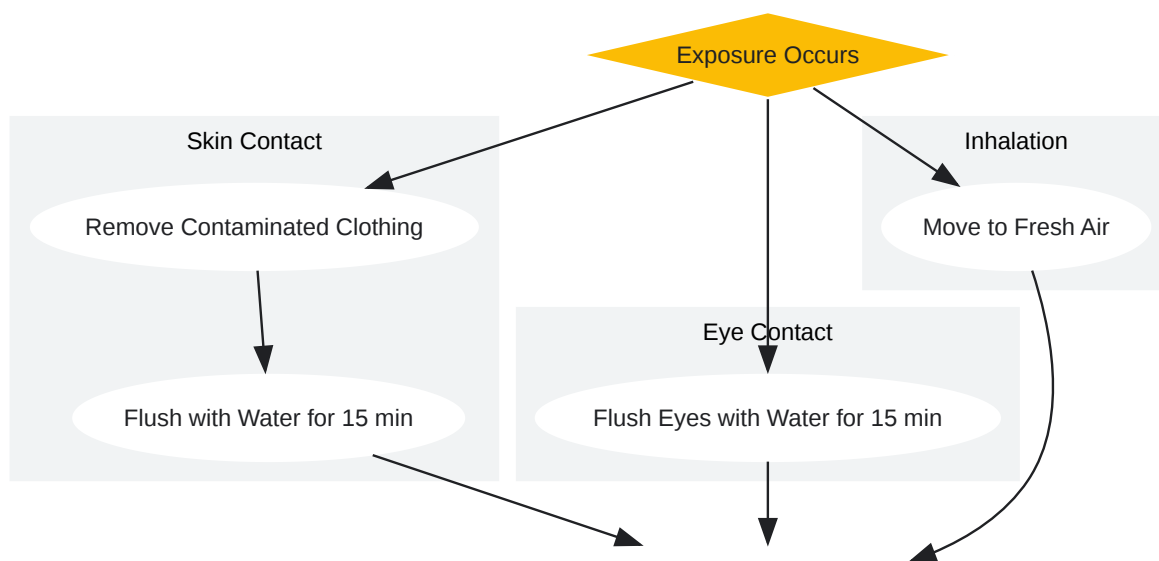 Exposure Occurs
Skin Contact
Inhalation
Remove Contaminated Clothing
Move to Fresh Air
Eye Contact
Flush with Water for 15 min
Flush Eyes with Water for 15 min